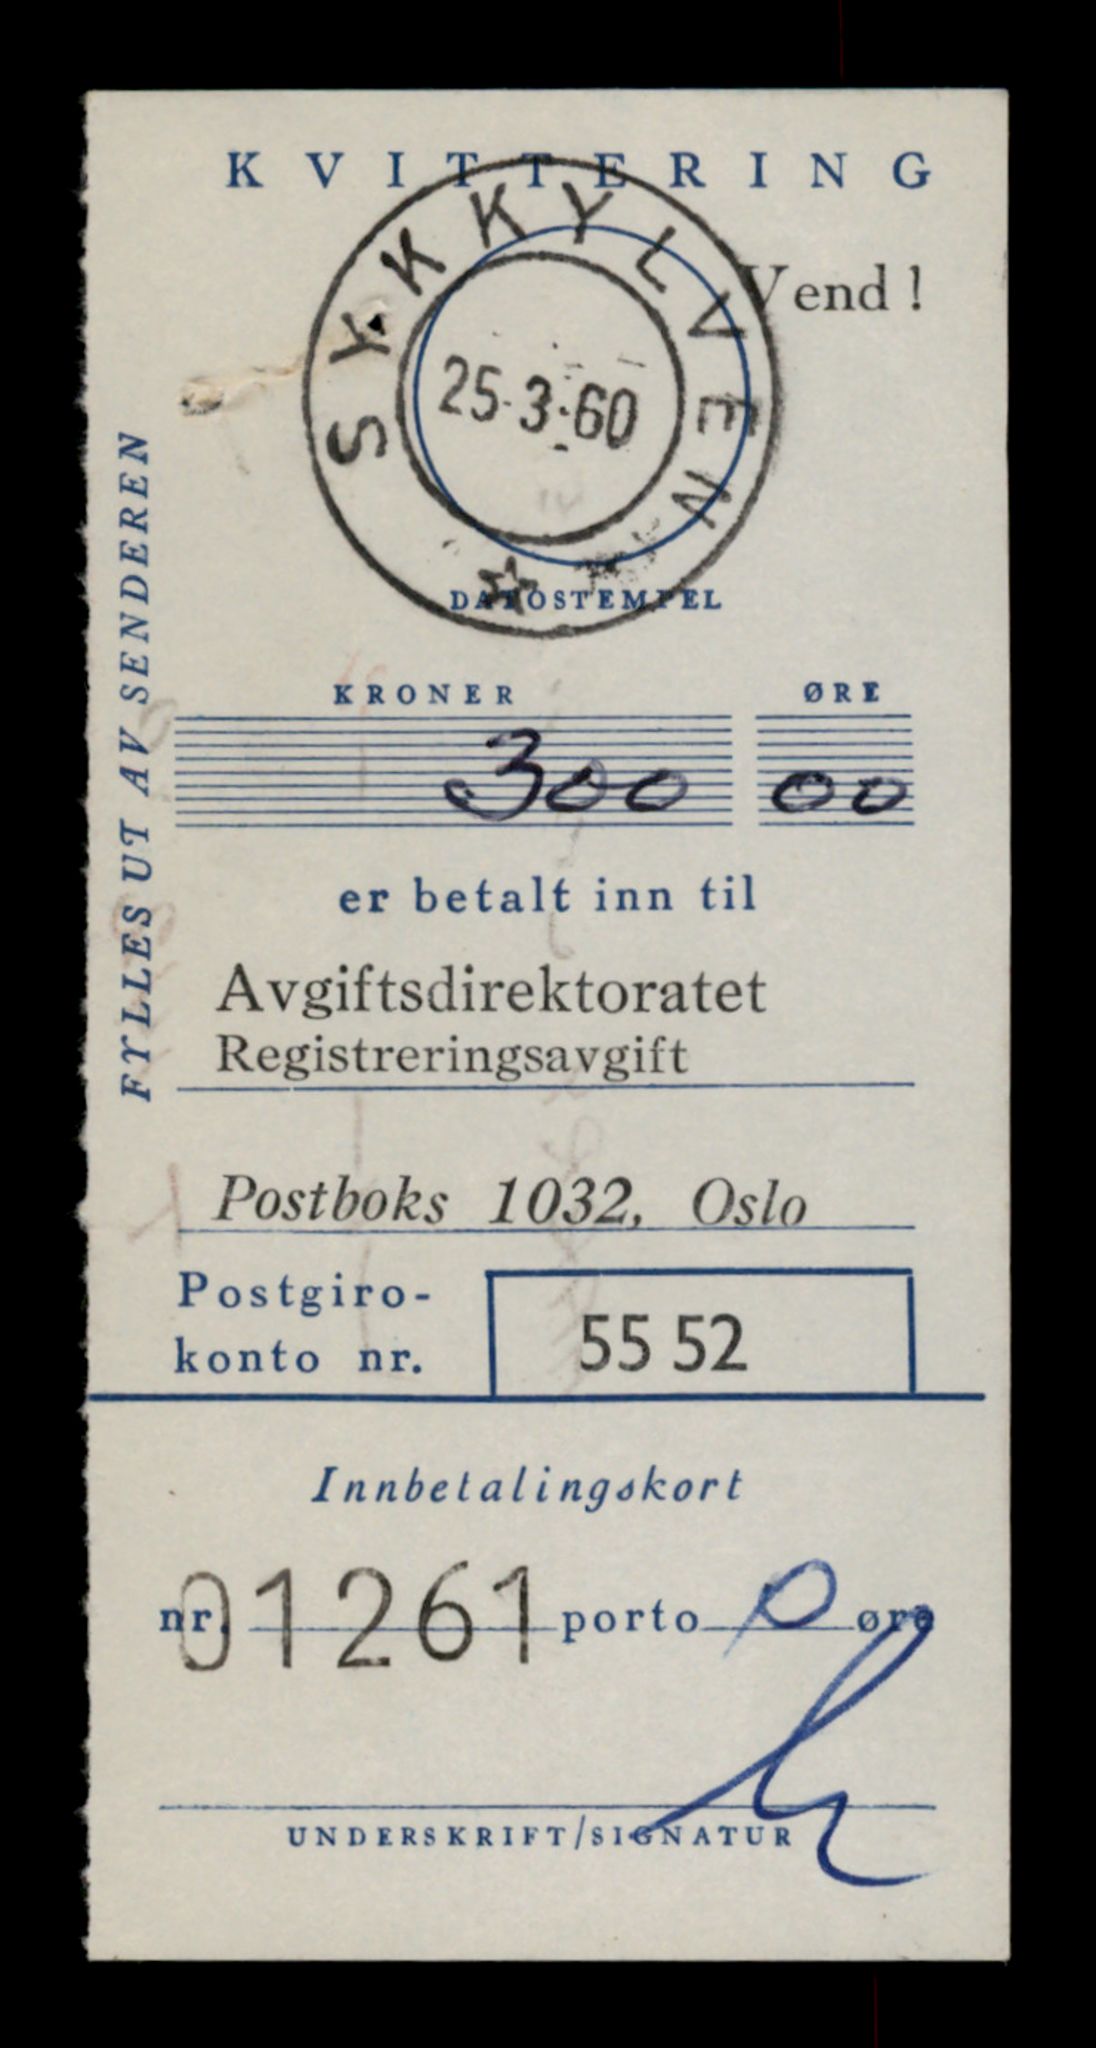 KVITTERING
SYKKYLVEN
Vend !
25.3.60
DATOSTEMPEL
FYLLES UT AV SENDEREN
KRONER ØRE
300 00
er betalt inn til
Avgiftsdirektoratet
Registreringsavgift
Postboks 1032, Oslo
Postgiro-
konto nr. 55 52
Innbetalingskort
nr. 01261 porto 0 øre
UNDERSKRIFT/SIGNATUR